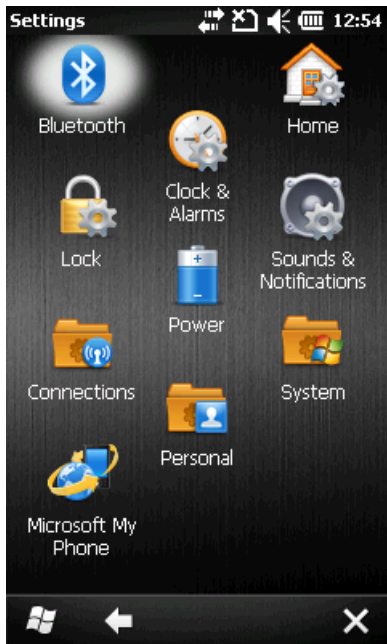 Settings 12:54
Bluetooth
Home
Clock &
Alarms
Lock
Sounds &
Notifications
Power
Connections
System
Personal
Microsoft My
Phone